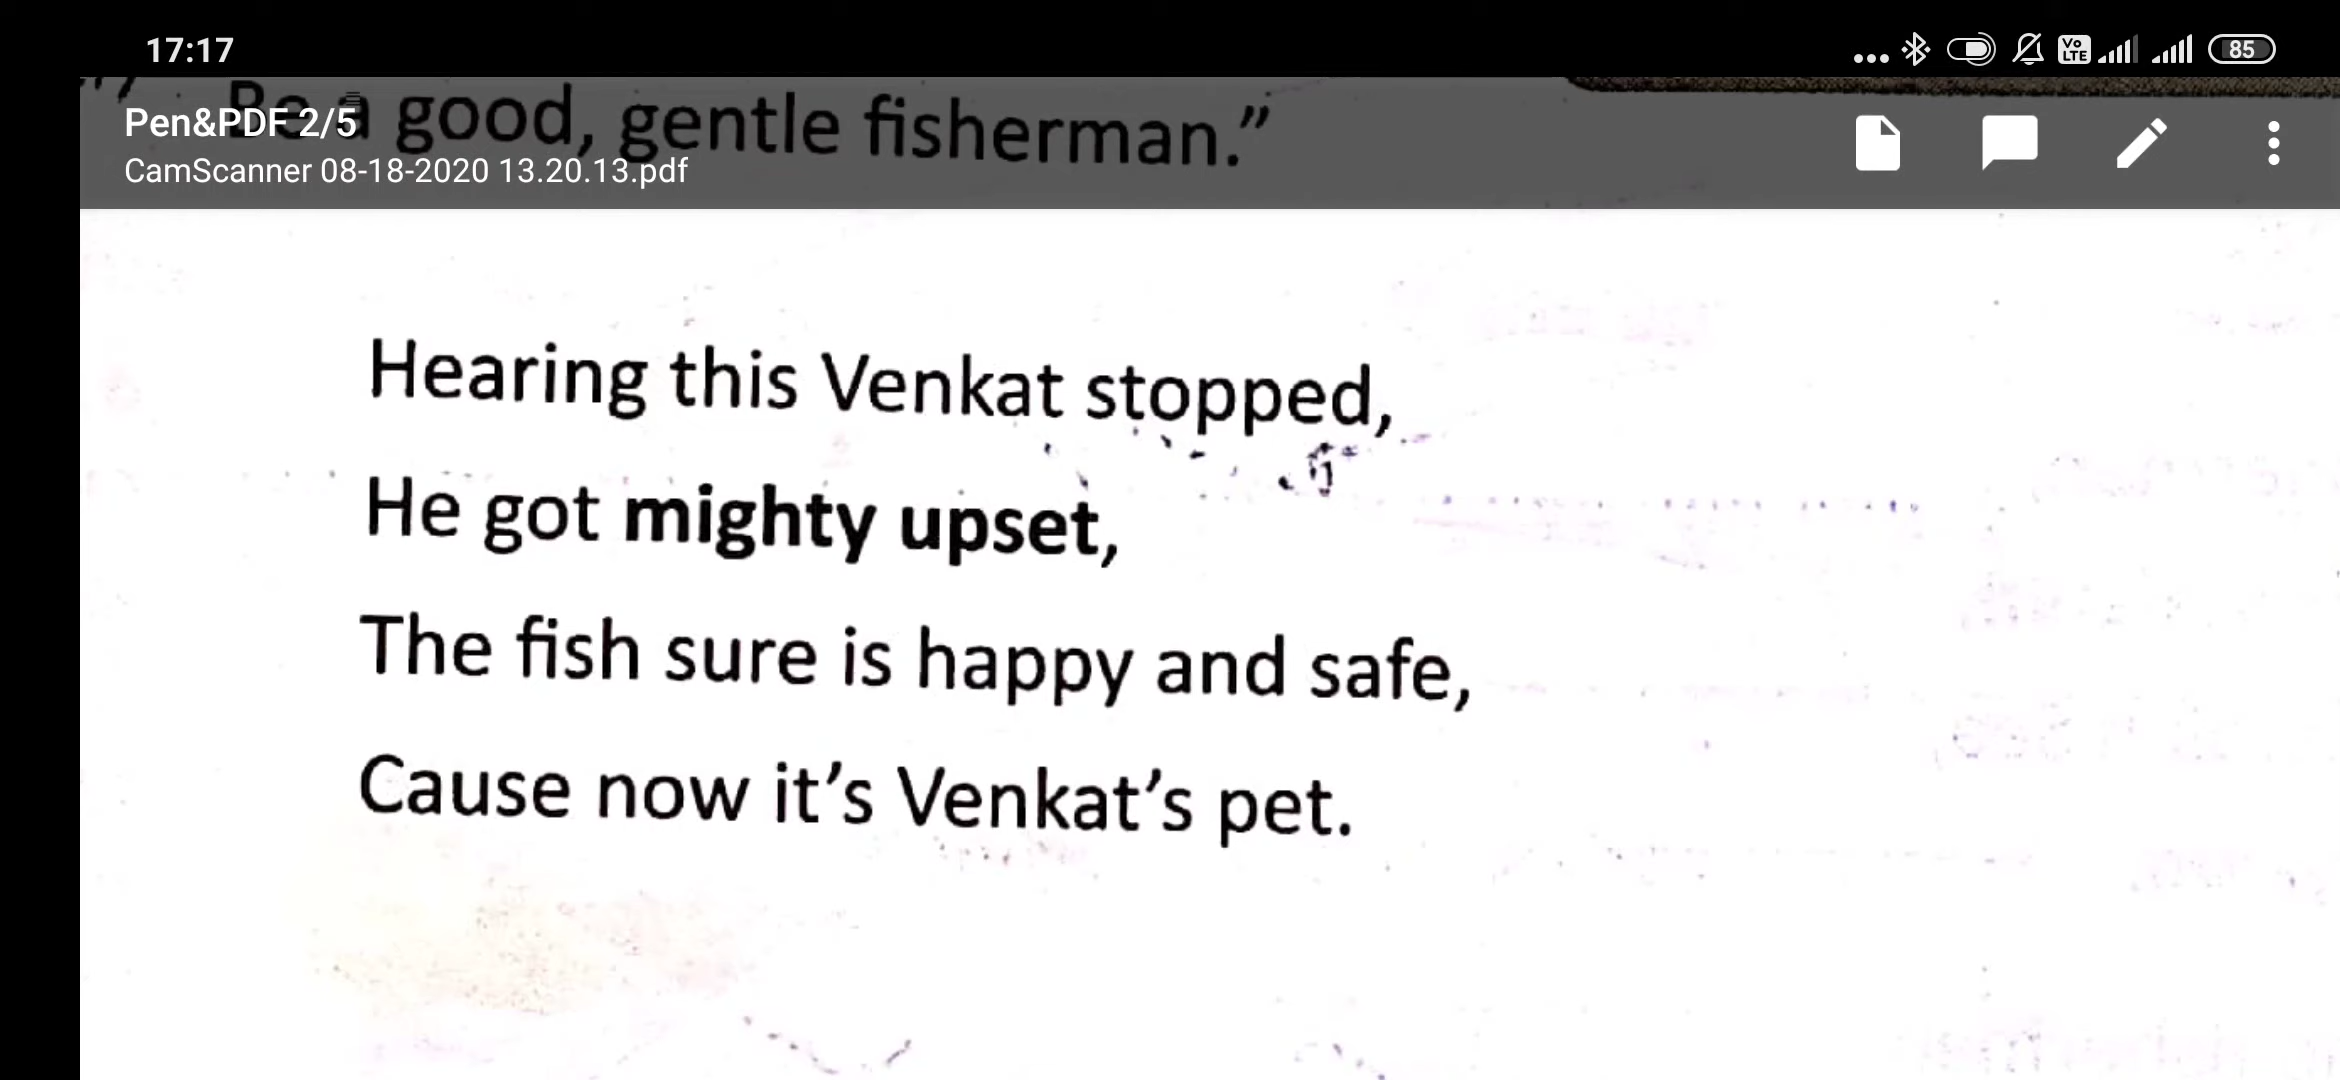 17:17
VoLTE 85
Be a good, gentle fisherman.”
Pen&PDF 2/5
CamScanner 08-18-2020 13.20.13.pdf
Hearing this Venkat stopped,
He got mighty upset,
The fish sure is happy and safe,
Cause now it’s Venkat’s pet.